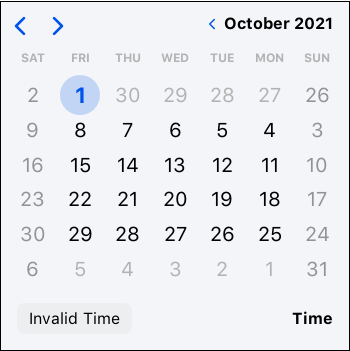 October 2021
SAT FRI THU WED TUE MON SUN
2 1 30 29 28 27 26
9 8 7 6 5 4 3
16 15 14 13 12 11 10
23 22 21 20 19 18 17
30 29 28 27 26 25 24
6 5 4 3 2 1 31
Invalid Time Time